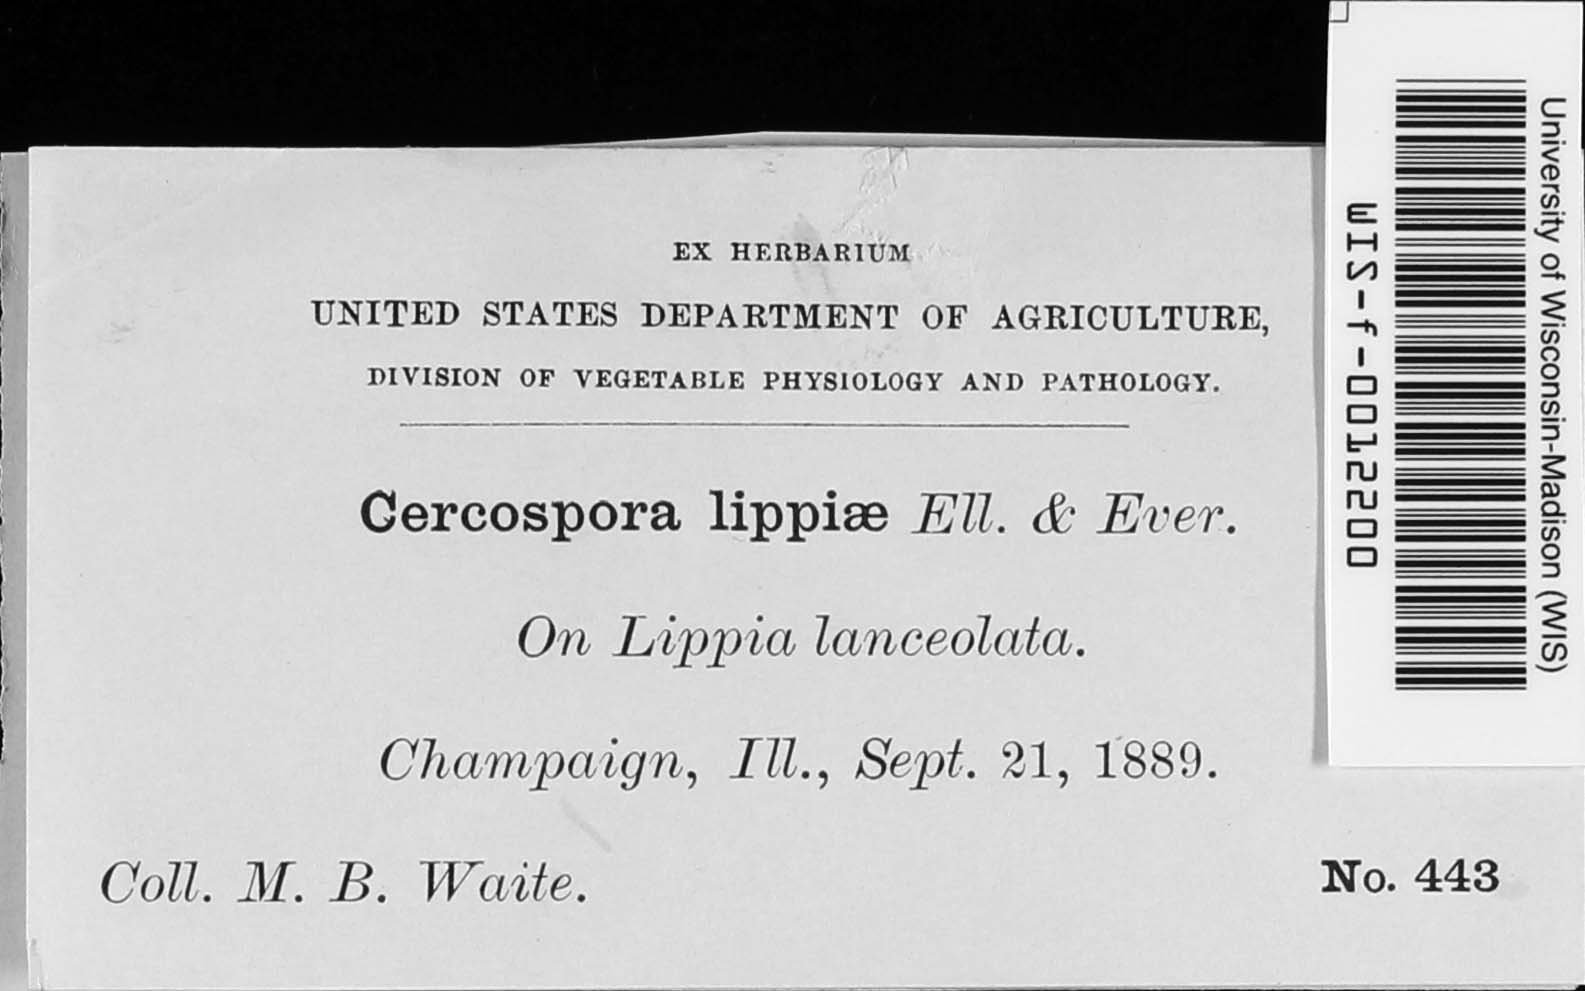 EX HERBARIUM
UNITED STATES DEPARTMENT OF AGRICULTURE,
DIVISION OF VEGETABLE PHYSIOLOGY AND PATHOLOGY.
Cercospora lippiæ Ell. & Ever.
On Lippia lanceolata.
Champaign, Ill., Sept. 21, 1889.
Coll. M. B. Waite.
No. 443
University of Wisconsin-Madison (WIS)
WIS-f-0012200